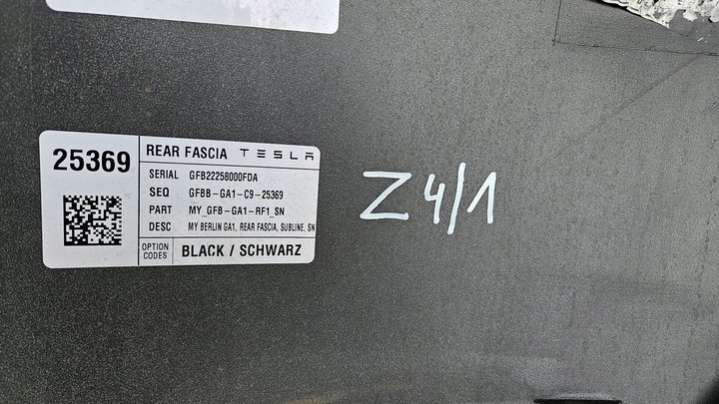 25369
REAR FASCIA TESLA
SERIAL GFB22258000FDA
SEQ GFBB-GA1-C9-25369
PART MY_GFB-GA1-RF1_SN
DESC MY BERLIN GA1, REAR FASCIA, SUBLINE, SN
OPTION CODES BLACK / SCHWARZ
Z4/1